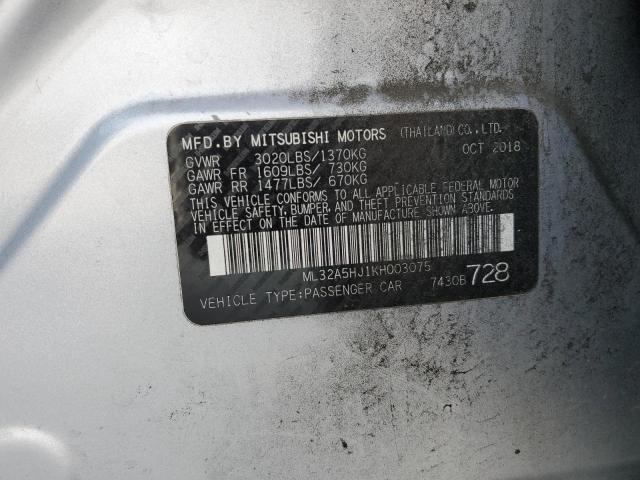 MFD.BY MITSUBISHI MOTORS (THAILAND)CO.,LTD.
GVWR 3020LBS/1370KG OCT 2018
GAWR FR 1609LBS/ 730KG
GAWR RR 1477LBS/ 670KG
THIS VEHICLE CONFORMS TO ALL APPLICABLE FEDERAL MOTOR
VEHICLE SAFETY, BUMPER, AND THEFT PREVENTION STANDARDS
IN EFFECT ON THE DATE OF MANUFACTURE SHOWN ABOVE.
ML32A5HJ1KH003075
VEHICLE TYPE:PASSENGER CAR 7430B 728